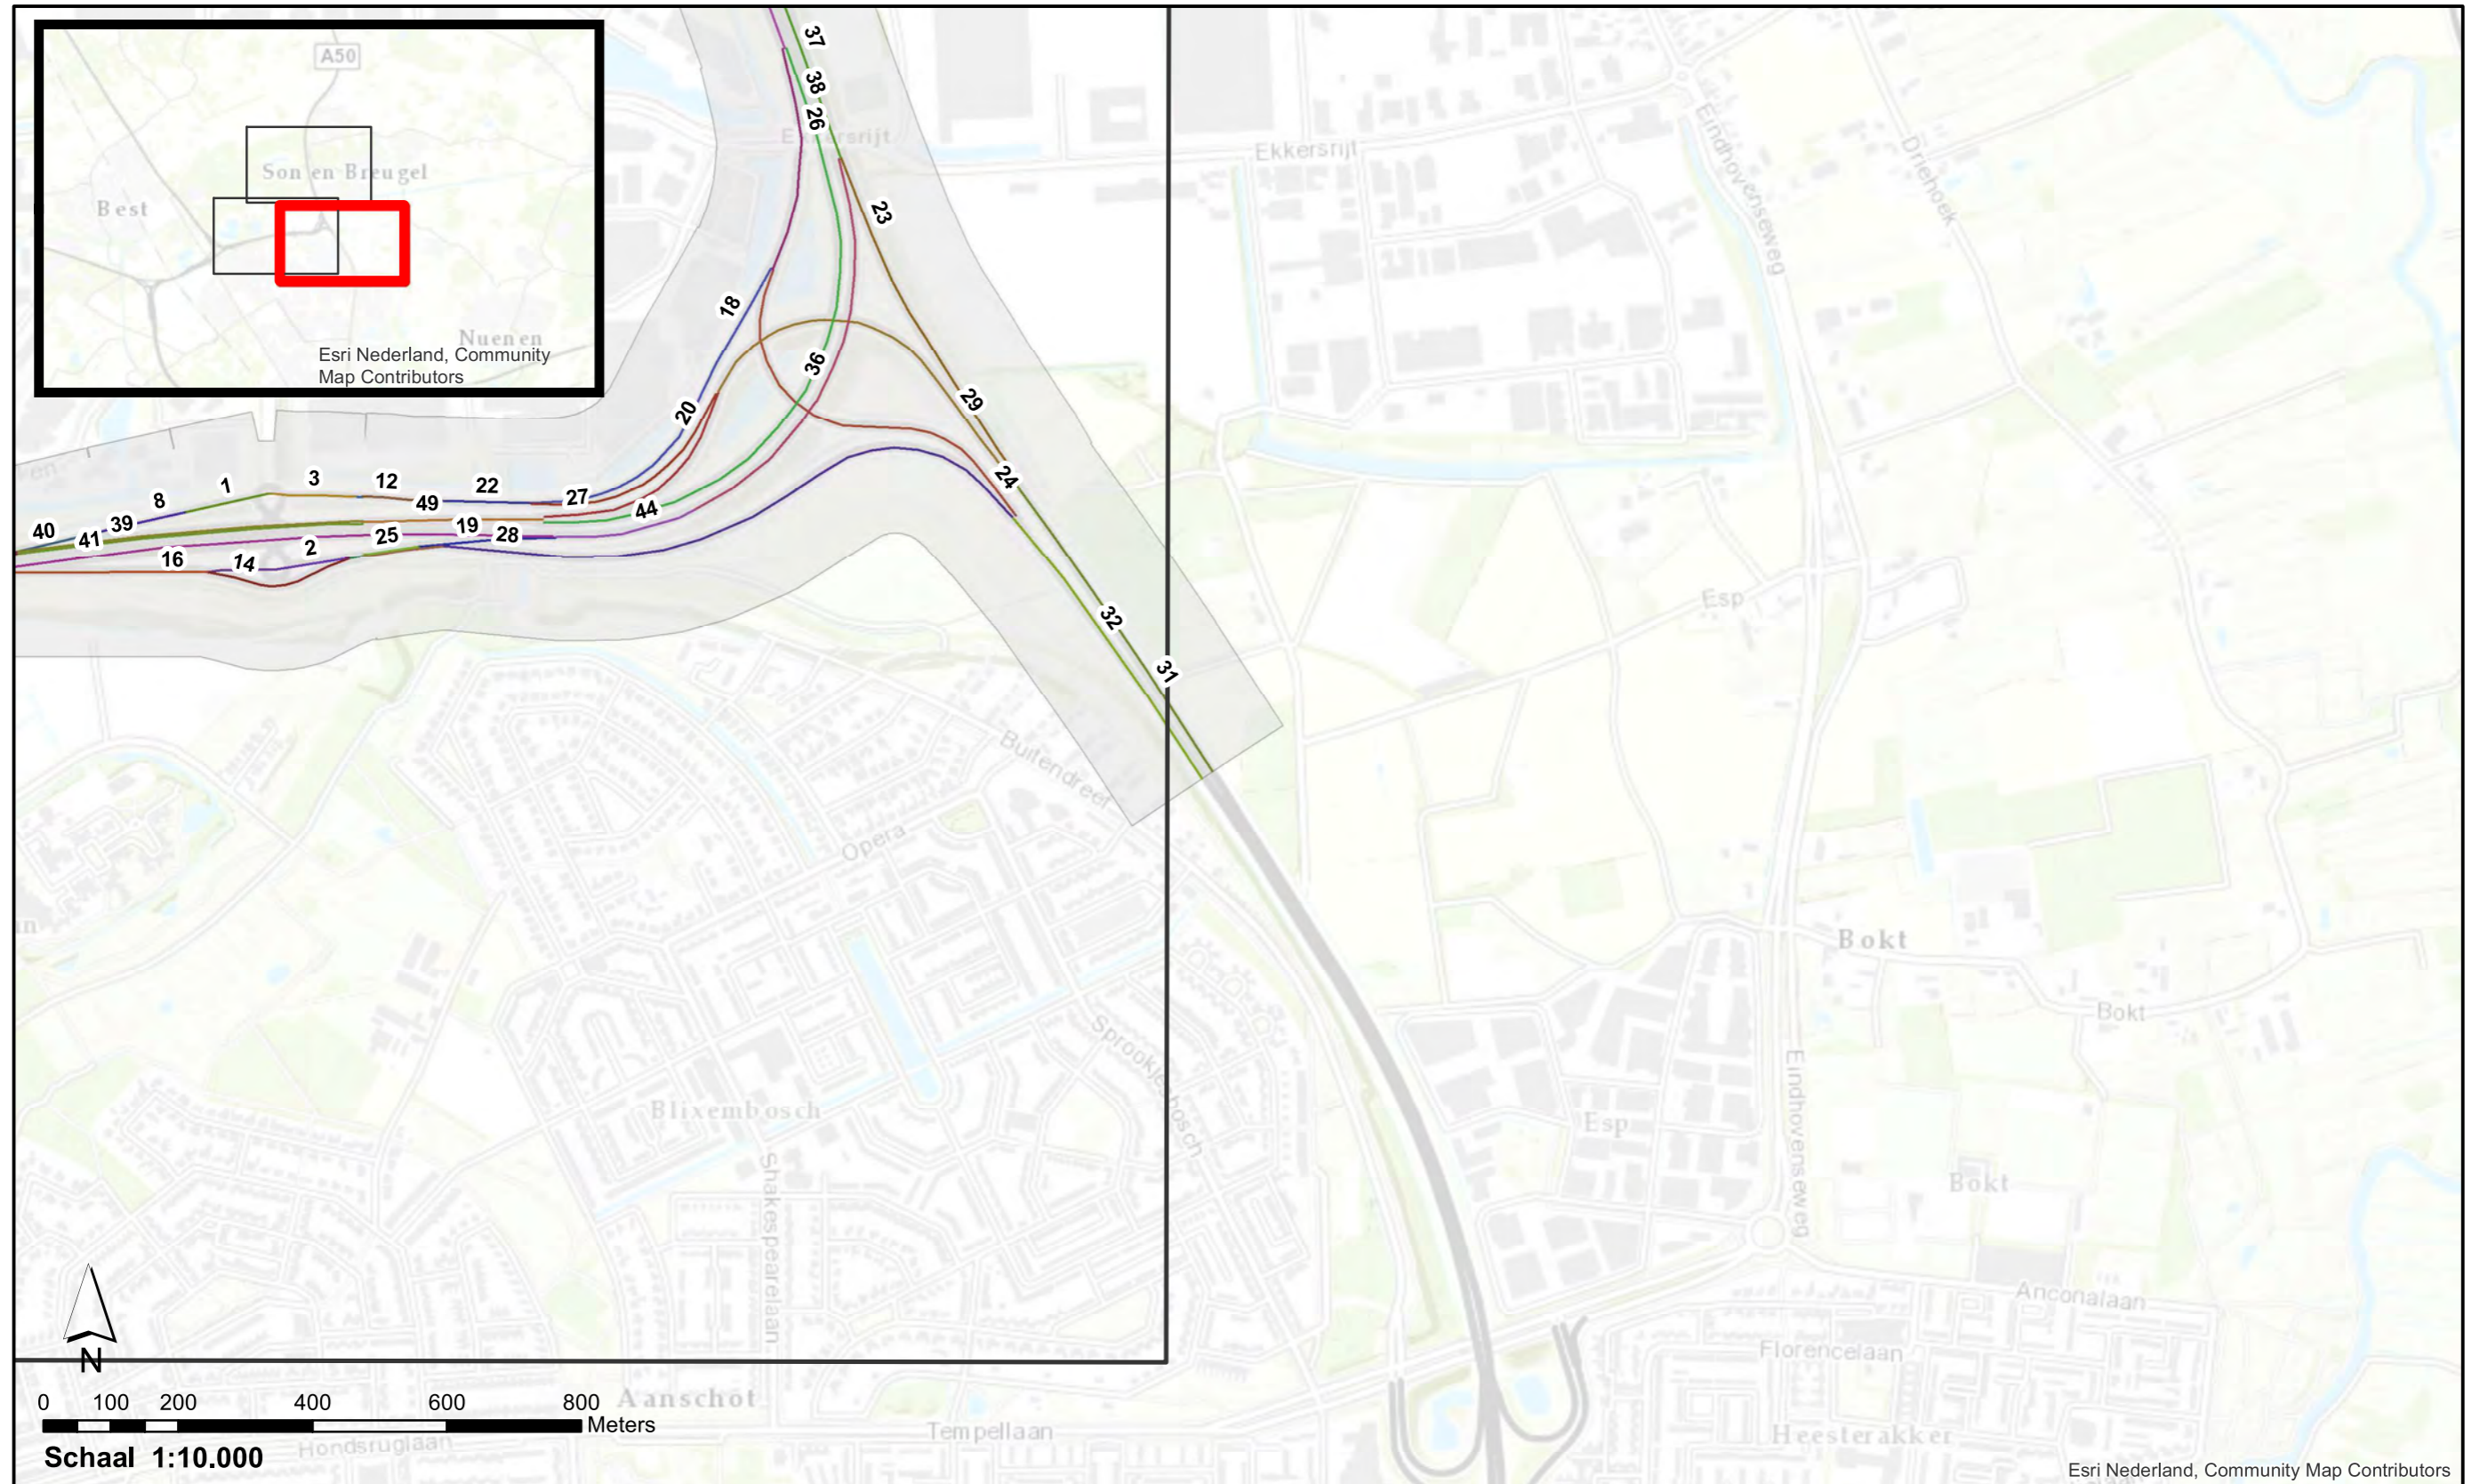 A50
Son en Breugel
Best
Nuenen
Esri Nederland, Community
Map Contributors
37
38
26
Ekkersrijt
23
18
36
29
20
24
3
12
22
27
1
8
49
44
40
39
41
19
28
25
2
16
14
32
31
Ekkersrijt
Eindhovenseweg
Driehoek
Esp
Buitendreef
Opera
Bokt
Bokt
Sprookjesbosch
Blixembosch
Esp
Shakespearelaan
Eindhovenseweg
Bokt
Anconalaan
Florencelaan
N
0 100 200 400 600 800
Meters
Aanschot
Tempellaan
Heesterakker
Hondsruglaan
Schaal 1:10.000
Esri Nederland, Community Map Contributors